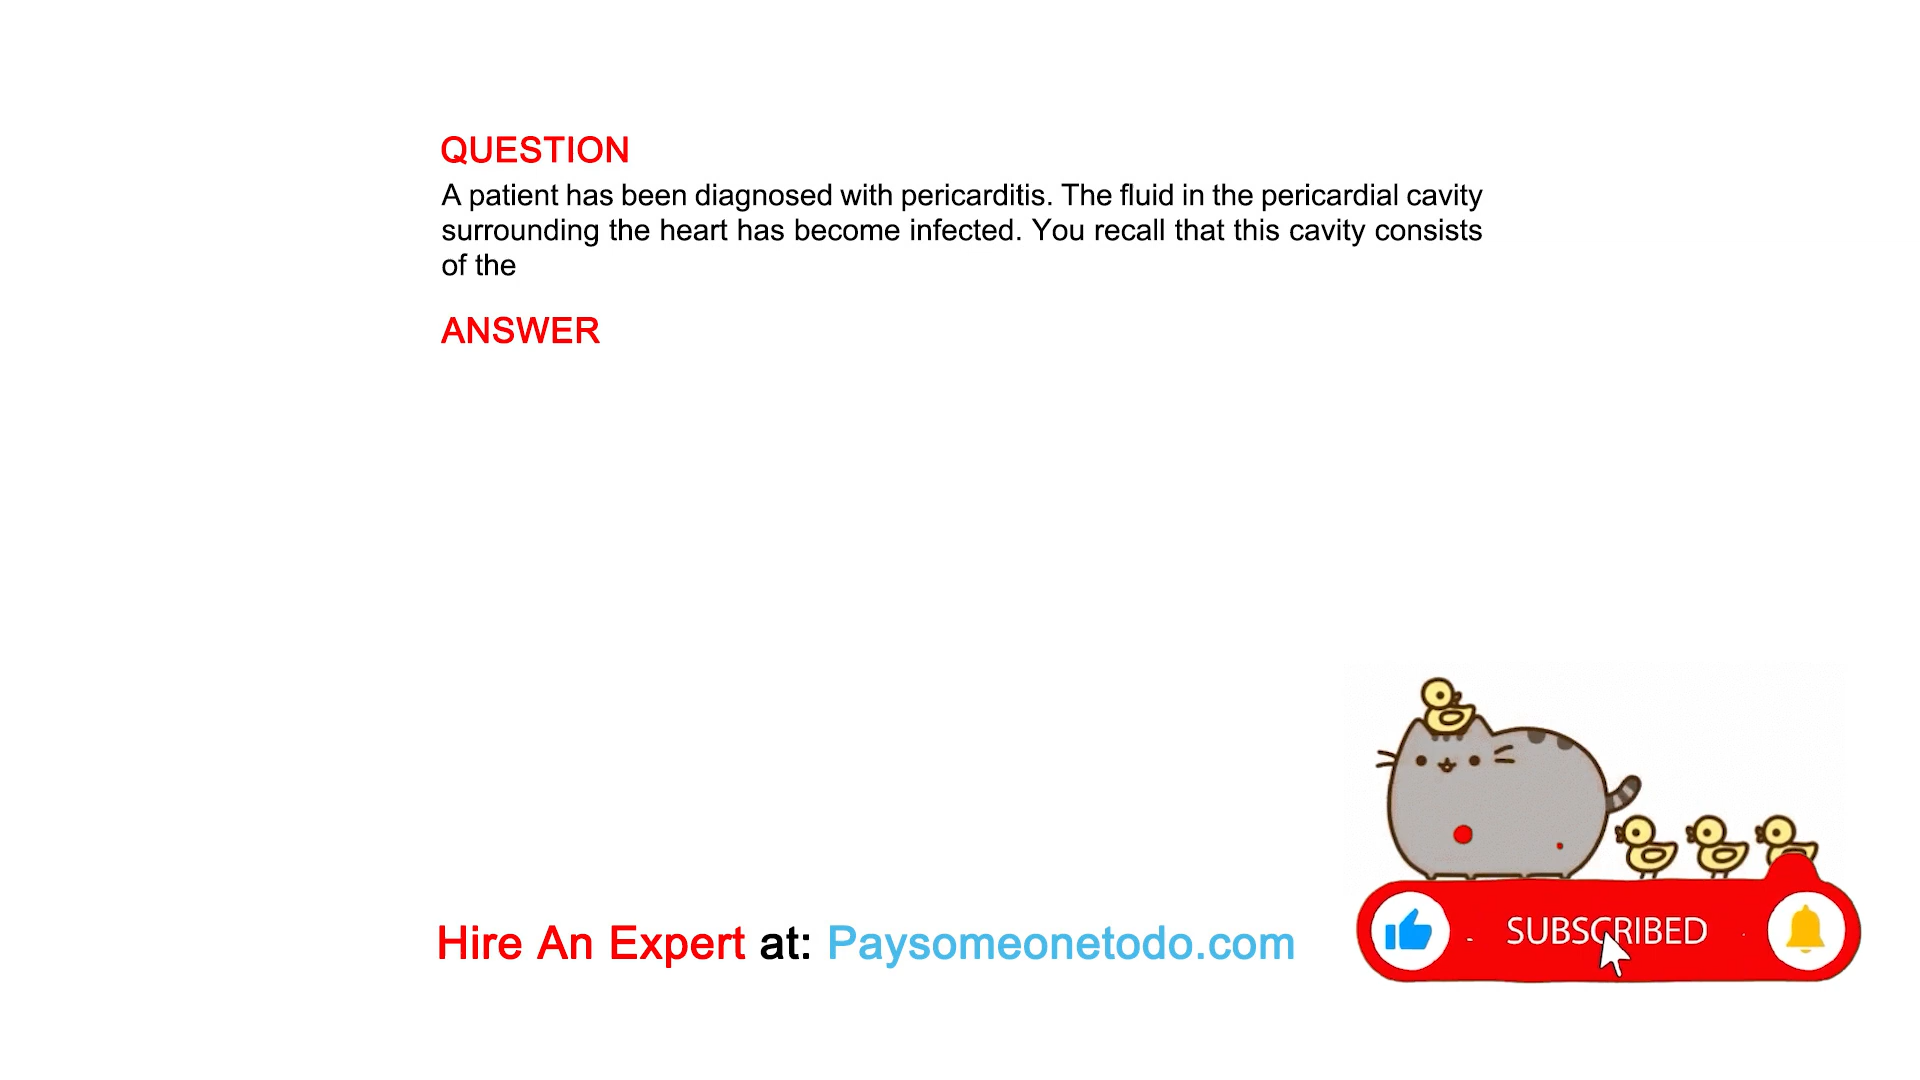 QUESTION
A patient has been diagnosed with pericarditis. The fluid in the pericardial cavity
surrounding the heart has become infected. You recall that this cavity consists
of the
ANSWER
Hire An Expert at: Paysomeonetodo.com
SUBSCRIBED